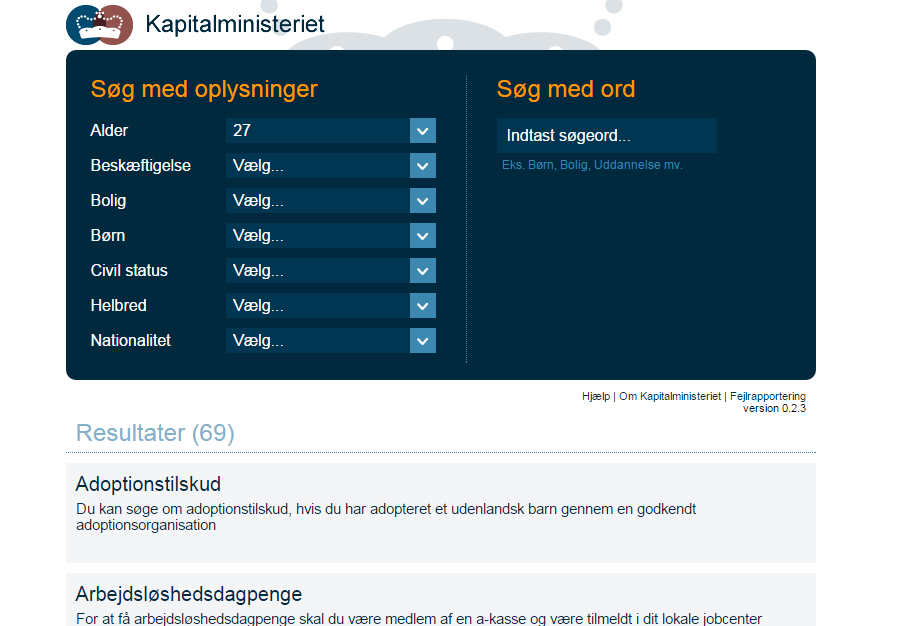 Kapitalministeriet
Søg med oplysninger
Alder
27
Beskæftigelse
Vælg...
Bolig
Vælg...
Børn
Vælg...
Civil status
Vælg...
Helbred
Vælg...
Nationalitet
Vælg...
Søg med ord
Indtast søgeord...
Eks. Børn, Bolig, Uddannelse mv.
Hjælp | Om Kapitalministeriet | Fejlrapportering
version 0.2.3
Resultater (69)
Adoptionstilskud
Du kan søge om adoptionstilskud, hvis du har adopteret et udenlandsk barn gennem en godkendt
adoptionsorganisation
Arbejdsløshedsdagpenge
For at få arbejdsløshedsdagpenge skal du være medlem af en a-kasse og være tilmeldt i dit lokale jobcenter